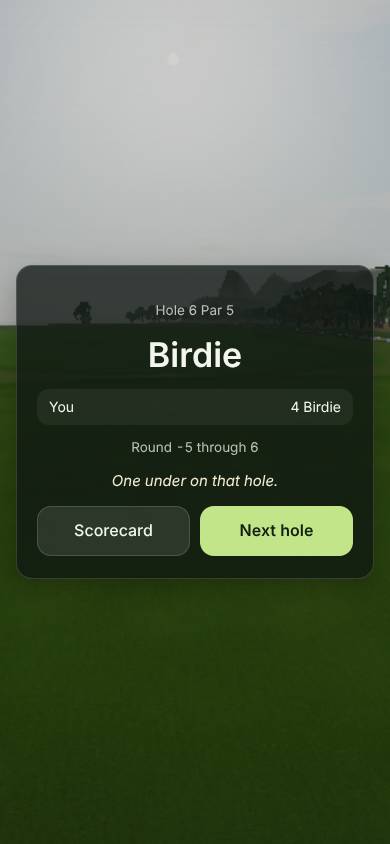 Hole 6 Par 5
Birdie
You 4 Birdie
Round -5 through 6
One under on that hole.
Scorecard Next hole